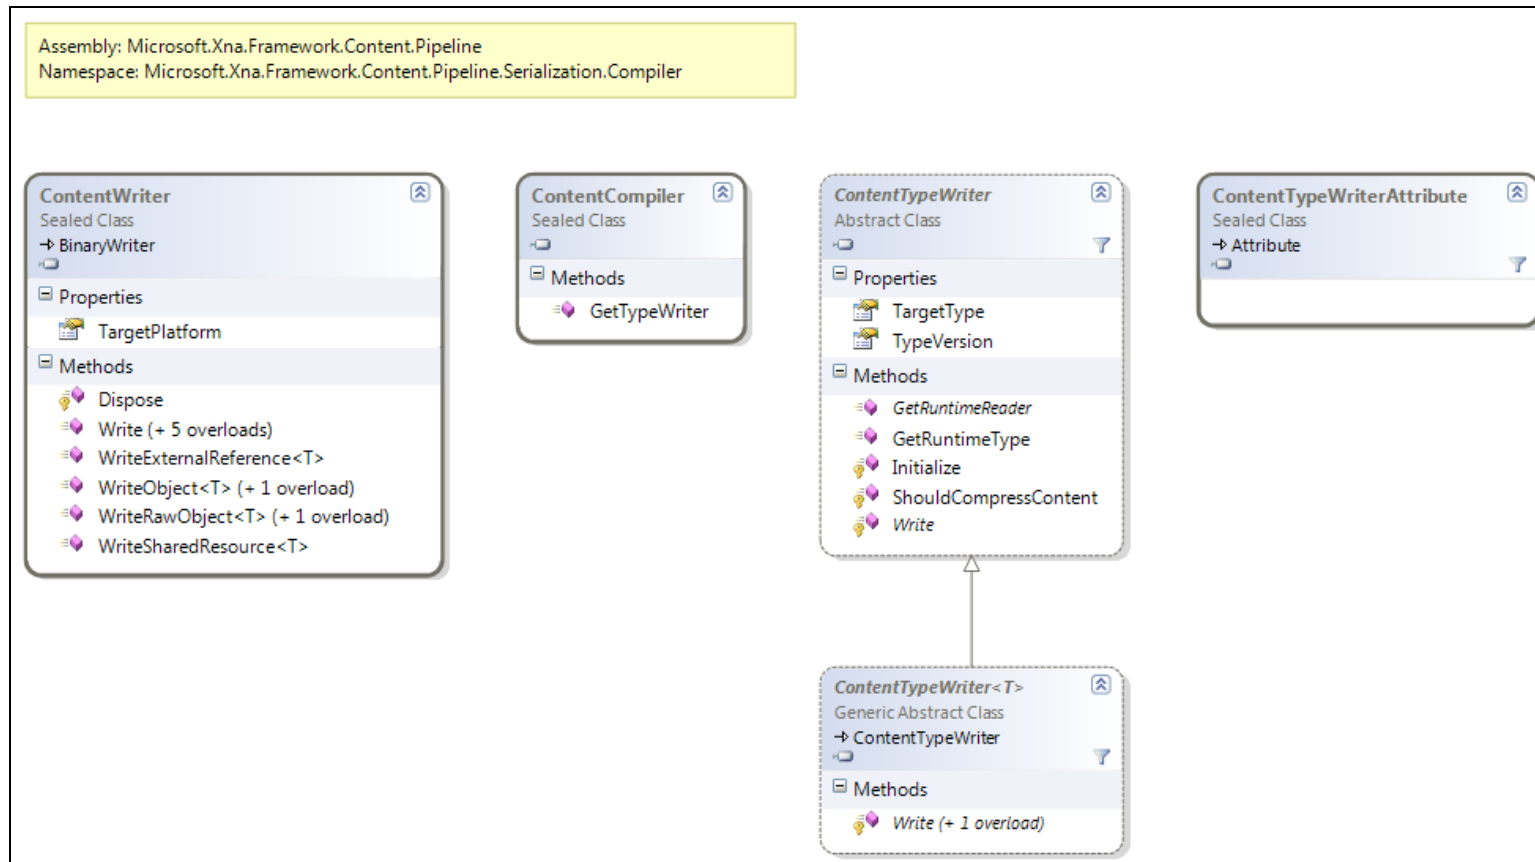 Assembly: Microsoft.Xna.Framework.Content.Pipeline
Namespace: Microsoft.Xna.Framework.Content.Pipeline.Serialization.Compiler
ContentWriter
Sealed Class
BinaryWriter
Properties
TargetPlatform
Methods
Dispose
Write (+ 5 overloads)
WriteExternalReference<T>
WriteObject<T> (+ 1 overload)
WriteRawObject<T> (+ 1 overload)
WriteSharedResource<T>
ContentCompiler
Sealed Class
Methods
GetTypeWriter
ContentTypeWriter
Abstract Class
Properties
TargetType
TypeVersion
Methods
GetRuntimeReader
GetRuntimeType
Initialize
ShouldCompressContent
Write
ContentTypeWriter<T>
Generic Abstract Class
ContentTypeWriter
Methods
Write (+ 1 overload)
ContentTypeWriterAttribute
Sealed Class
Attribute